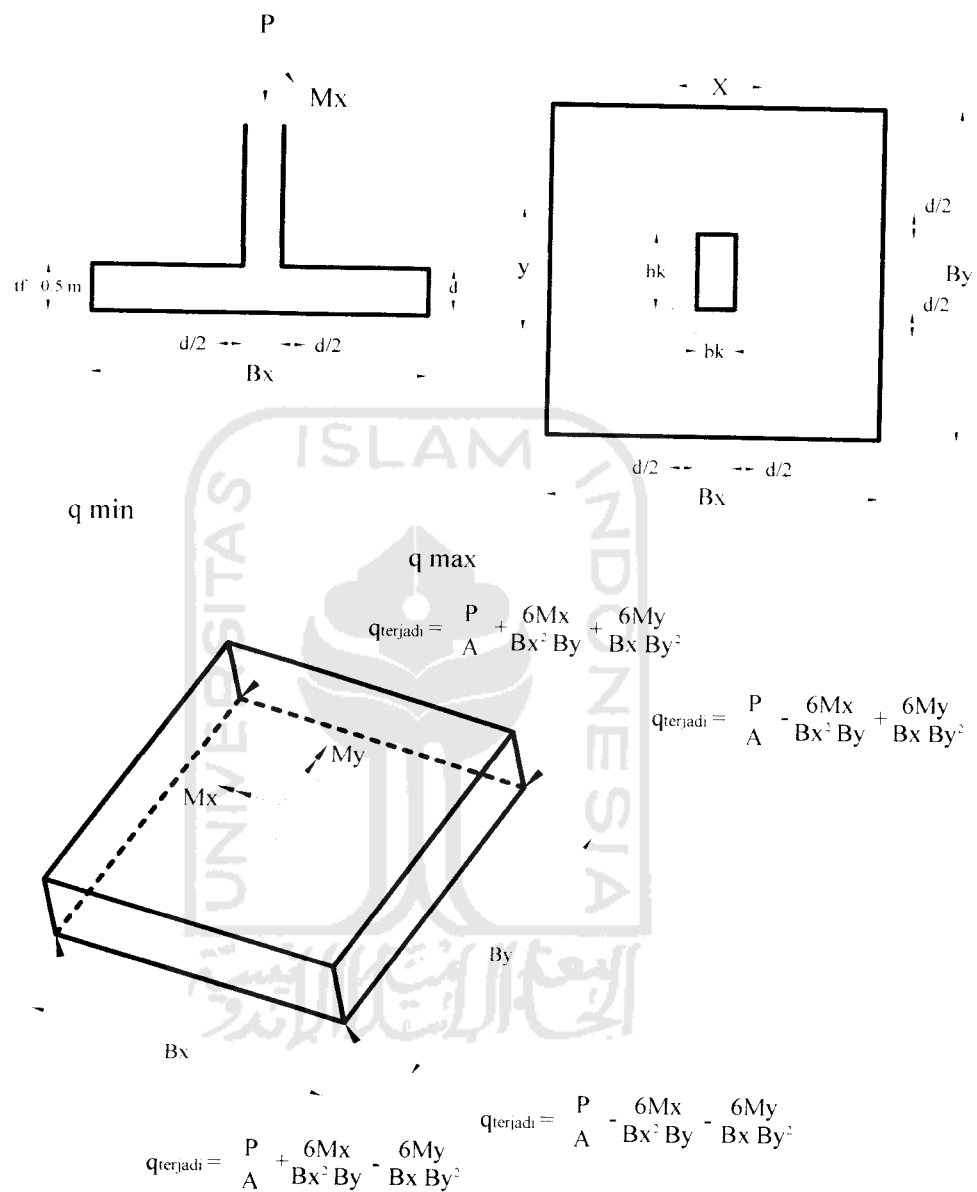 P
Mx
tf 0.5 m
d
d/2 d/2
Bx
X
d/2
y
hk
By
d/2
bk
d/2 d/2
Bx
UNIVERSITAS ISLAM INDONESIA
q min
q max
qterjadi = P/A + 6Mx/Bx² By + 6My/Bx By²
qterjadi = P/A - 6Mx/Bx² By + 6My/Bx By²
My
Mx
By
Bx
qterjadi = P/A - 6Mx/Bx² By - 6My/Bx By²
qterjadi = P/A + 6Mx/Bx² By - 6My/Bx By²